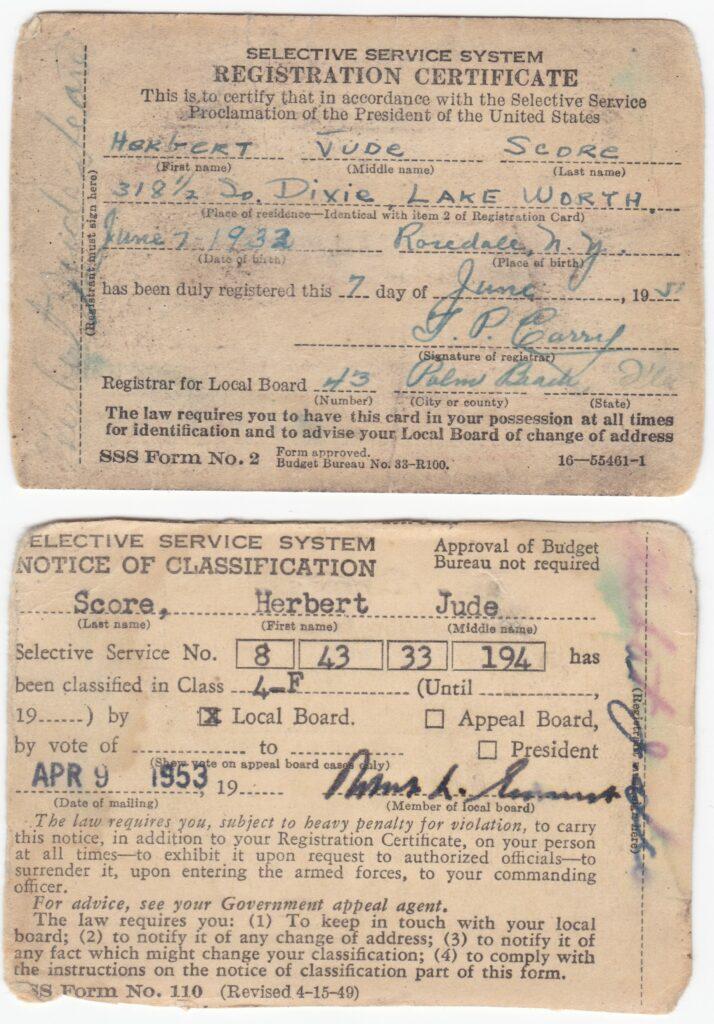 SELECTIVE SERVICE SYSTEM
REGISTRATION CERTIFICATE
This is to certify that in accordance with the Selective Service
Proclamation of the President of the United States
HERBERT JUDE SCORE
(First name) (Middle name) (Last name)
318 1/2 So. Dixie, LAKE WORTH.
(Place of residence—Identical with item 2 of Registration Card)
June 7-1933 Rosedale, N.Y.
(Date of birth) (Place of birth)
has been duly registered this 7 day of June, 195
(Signature of registrar)
Registrar for Local Board 43 Palm Beach, Fla
(Number) (City or county) (State)
The law requires you to have this card in your possession at all times
for identification and to advise your Local Board of change of address
SSS Form No. 2 Form approved.
Budget Bureau No. 33-R100. 16—55461-1
(Registrant must sign here)
ELECTIVE SERVICE SYSTEM
NOTICE OF CLASSIFICATION
Approval of Budget
Bureau not required
Score, Herbert Jude
(Last name) (First name) (Middle name)
Selective Service No. 8 43 33 194 has
been classified in Class 4-F (Until ,
19 ) by X Local Board. ☐ Appeal Board,
by vote of to ☐ President
(Show vote on appeal board cases only)
APR 9 1953, 19
(Date of mailing) (Member of local board)
The law requires you, subject to heavy penalty for violation, to carry
this notice, in addition to your Registration Certificate, on your person
at all times—to exhibit it upon request to authorized officials—to
surrender it, upon entering the armed forces, to your commanding
officer.
For advice, see your Government appeal agent.
The law requires you: (1) To keep in touch with your local
board; (2) to notify it of any change of address; (3) to notify it of
any fact which might change your classification; (4) to comply with
the instructions on the notice of classification part of this form.
SS Form No. 110 (Revised 4-15-49)